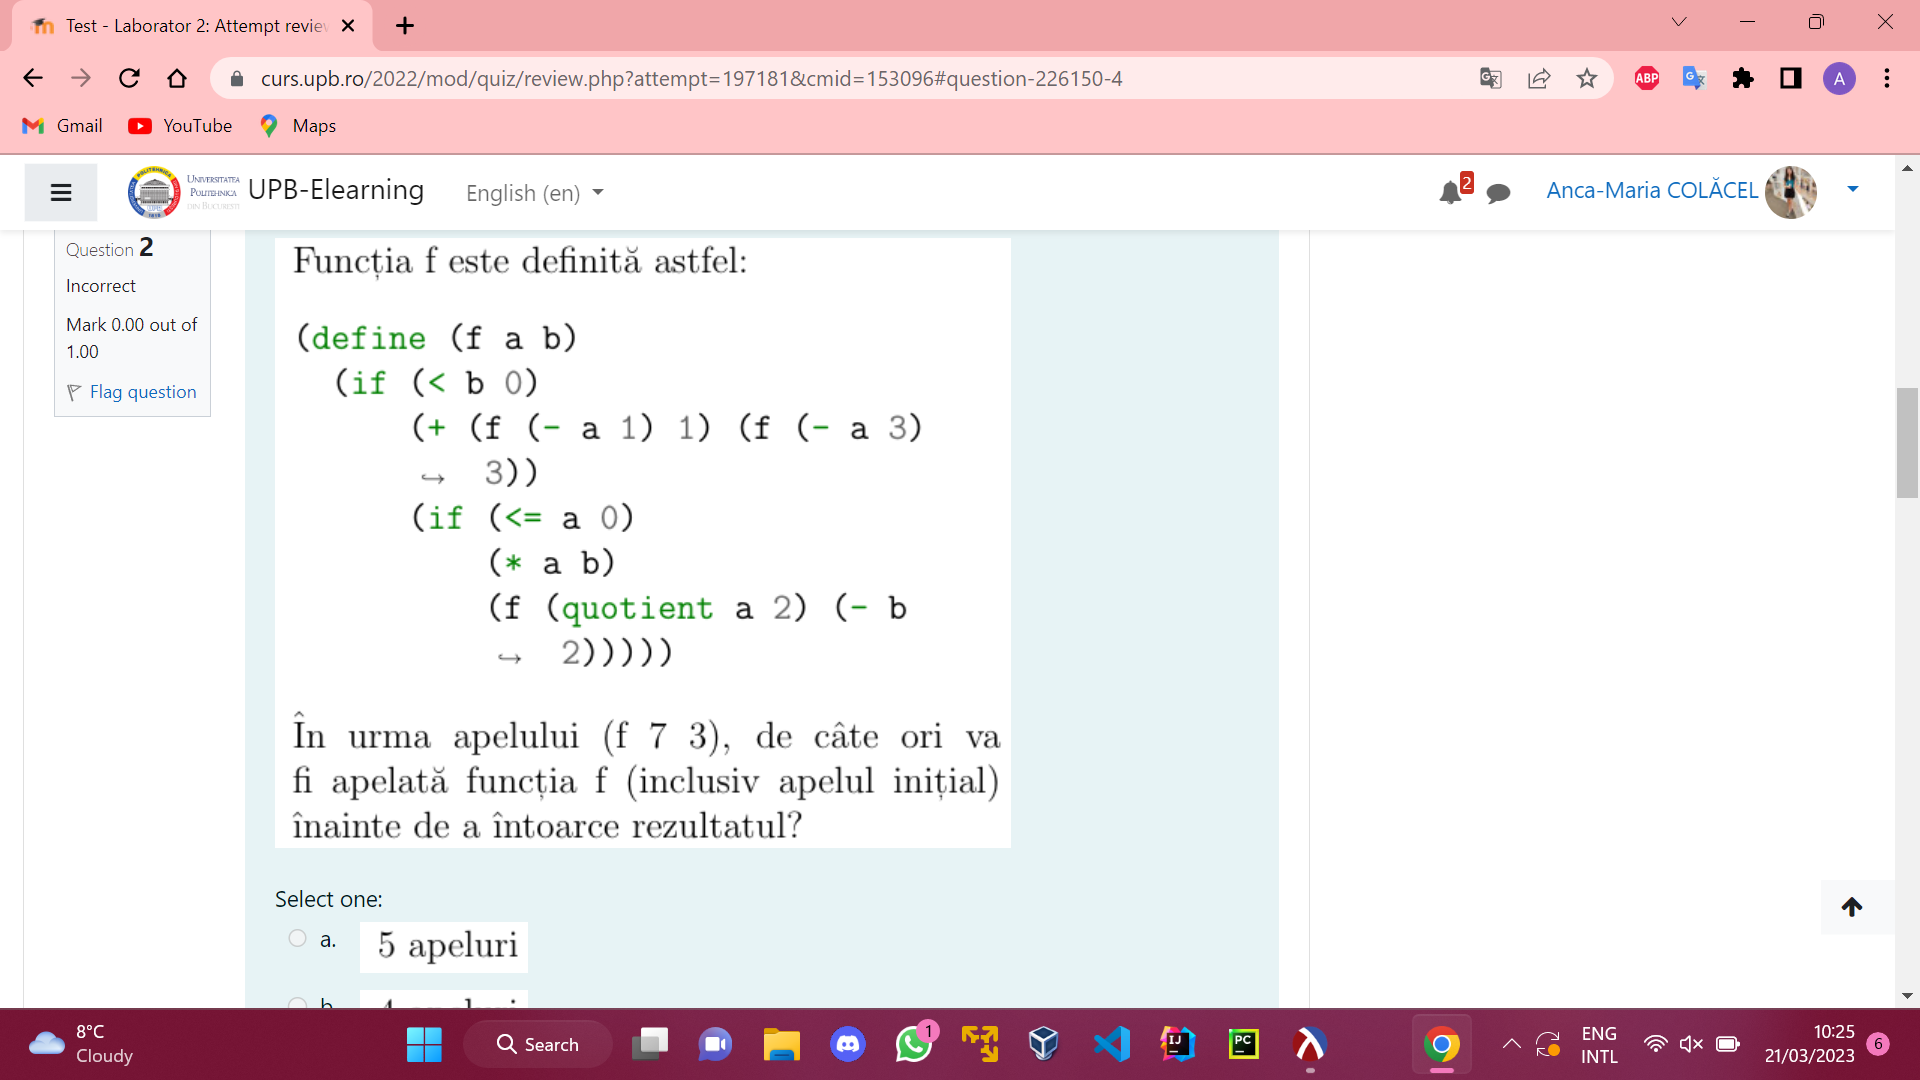 Test - Laborator 2: Attempt revie
curs.upb.ro/2022/mod/quiz/review.php?attempt=197181&cmid=153096#question-226150-4
ABP
A
Gmail
YouTube
Maps
UNIVERSITATEA
POLITEHNICA
DIN BUCUREȘTI
UPB-Elearning
English (en)
2
Anca-Maria COLĂCEL
Question 2
Incorrect
Mark 0.00 out of
1.00
Flag question
Funcția f este definită astfel:
(define (f a b)
(if (< b 0)
(+ (f (- a 1) 1) (f (- a 3)
↪ 3))
(if (<= a 0)
(* a b)
(f (quotient a 2) (- b
↪ 2)))))
În urma apelului (f 7 3), de câte ori va
fi apelată funcția f (inclusiv apelul inițial)
înainte de a întoarce rezultatul?
Select one:
a. 5 apeluri
8°C
Cloudy
Search
1
IJ
PC
ENG
INTL
10:25
21/03/2023
6